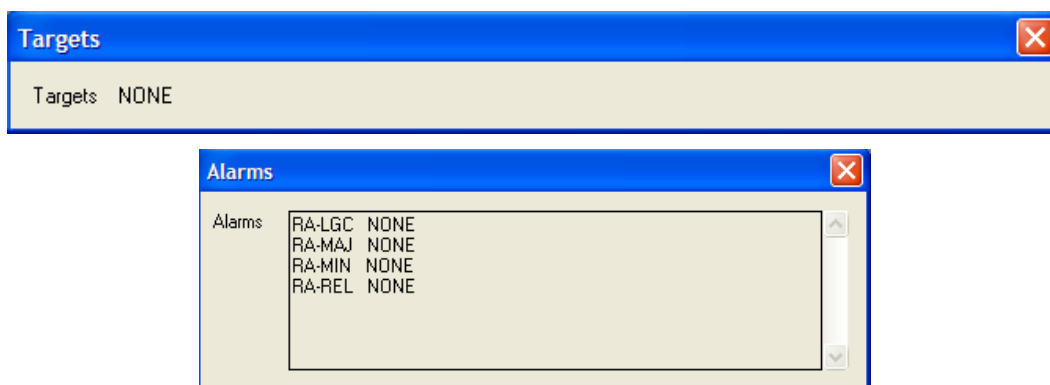 Targets
Targets NONE
Alarms
Alarms
RA-LGC NONE
RA-MAJ NONE
RA-MIN NONE
RA-REL NONE